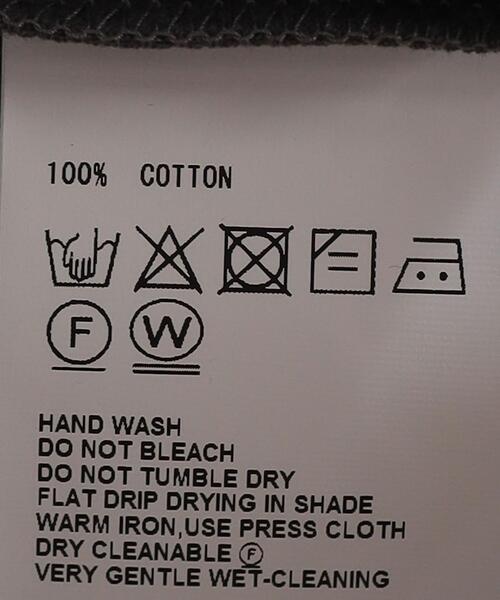 100% COTTON
F W
HAND WASH
DO NOT BLEACH
DO NOT TUMBLE DRY
FLAT DRIP DRYING IN SHADE
WARM IRON,USE PRESS CLOTH
DRY CLEANABLE Ⓕ
VERY GENTLE WET-CLEANING